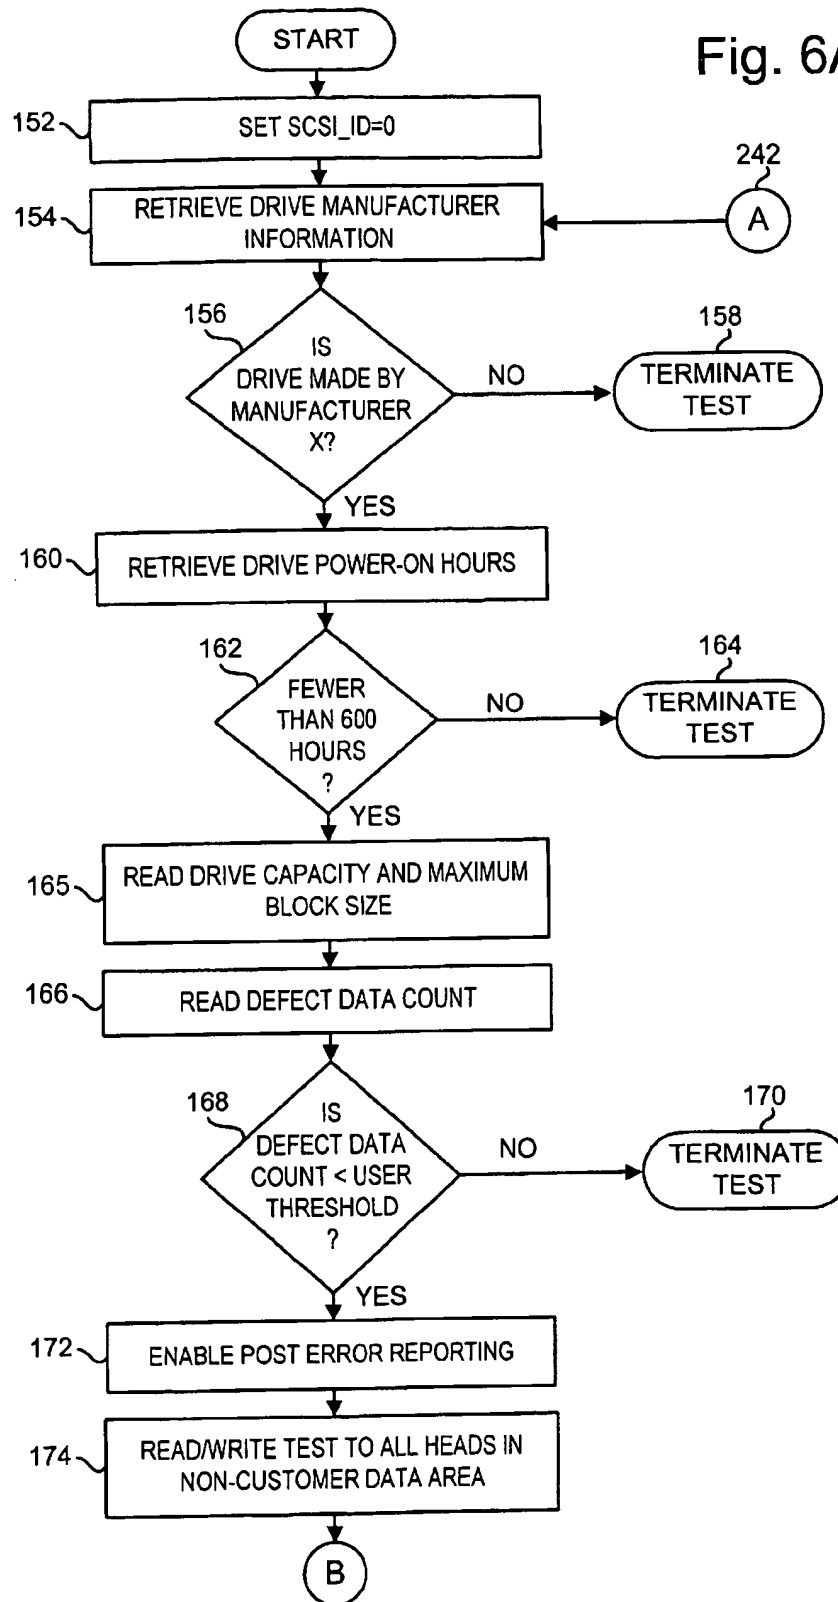 START
Fig. 6A
152
SET SCSI_ID=0
242
154
RETRIEVE DRIVE MANUFACTURER
INFORMATION
A
156
IS
DRIVE MADE BY
MANUFACTURER
X?
NO
158
TERMINATE
TEST
YES
160
RETRIEVE DRIVE POWER-ON HOURS
162
FEWER
THAN 600
HOURS
?
NO
164
TERMINATE
TEST
YES
165
READ DRIVE CAPACITY AND MAXIMUM
BLOCK SIZE
166
READ DEFECT DATA COUNT
168
IS
DEFECT DATA
COUNT < USER
THRESHOLD
?
NO
170
TERMINATE
TEST
YES
172
ENABLE POST ERROR REPORTING
174
READ/WRITE TEST TO ALL HEADS IN
NON-CUSTOMER DATA AREA
B